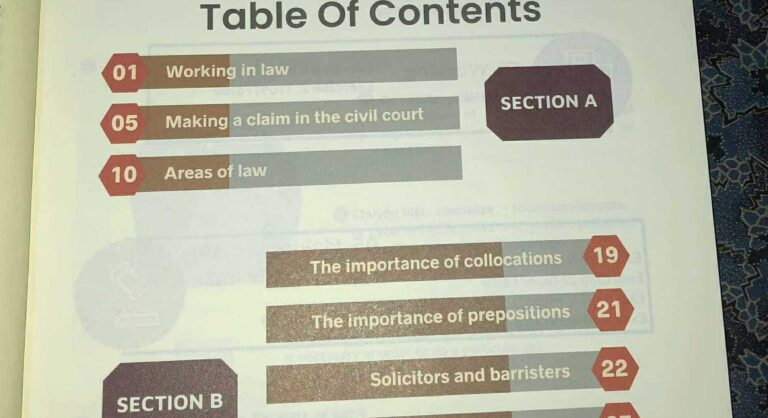 Table Of Contents
01 Working in law
05 Making a claim in the civil court
SECTION A
10 Areas of law
The importance of collocations 19
The importance of prepositions 21
Solicitors and barristers 22
SECTION B